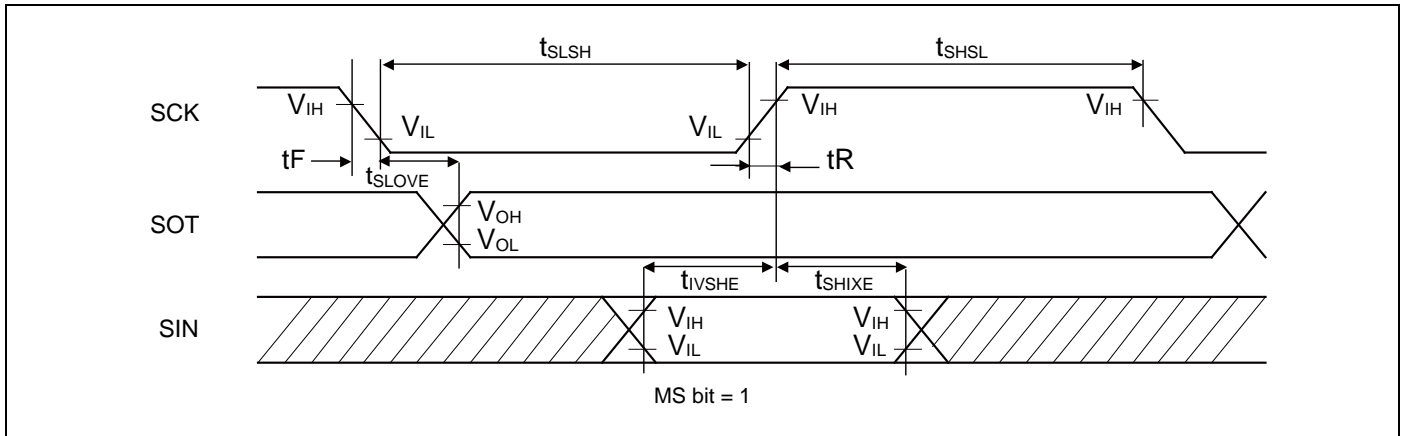 tSLSH tSHSL
SCK VIH VIL VIL VIH VIH
tF tSLOVE tR
SOT VOH VOL
tIVSHE tSHIXE
SIN VIH VIL VIH VIL
MS bit = 1